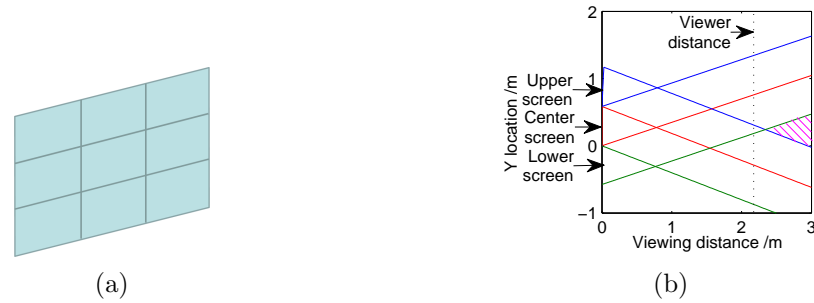 2
Viewer
distance
Upper
screen
1
Center
screen
Y location /m
0
Lower
screen
−1
0
1
2
3
Viewing distance /m
(a)
(b)